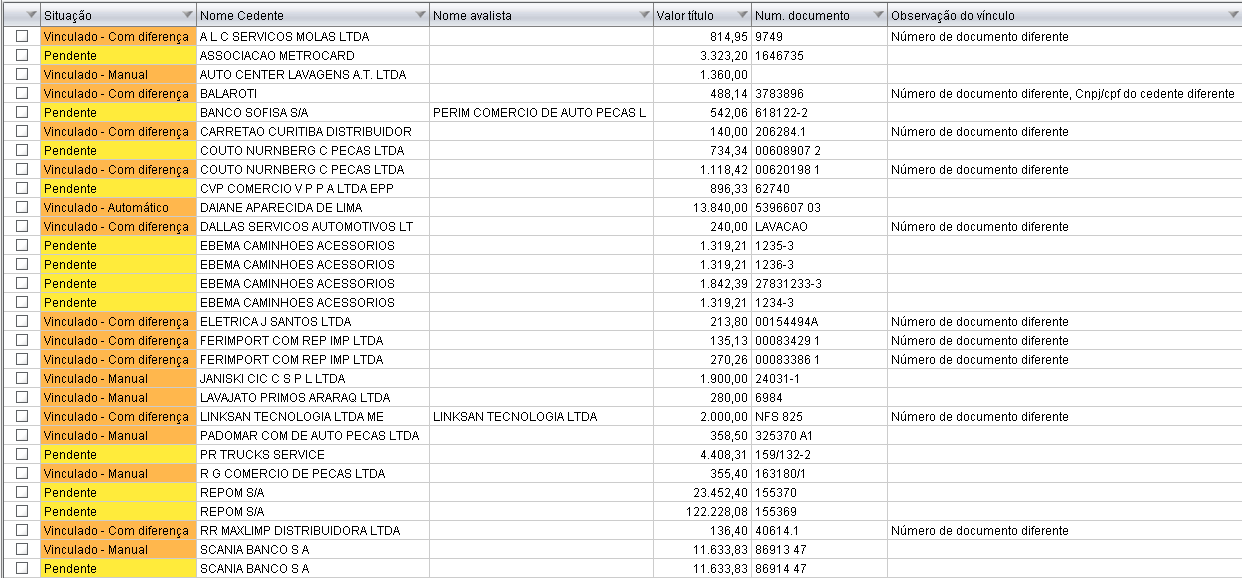 Situação Nome Cedente Nome avalista Valor título Num. documento Observação do vínculo
Vinculado - Com diferença A L C SERVICOS MOLAS LTDA 814,95 9749 Número de documento diferente
Pendente ASSOCIACAO METROCARD 3.323,20 1646735
Vinculado - Manual AUTO CENTER LAVAGENS A.T. LTDA 1.360,00
Vinculado - Com diferença BALAROTI 488,14 3783896 Número de documento diferente, Cnpj/cpf do cedente diferente
Pendente BANCO SOFISA S/A PERIM COMERCIO DE AUTO PECAS L 542,06 618122-2
Vinculado - Com diferença CARRETAO CURITIBA DISTRIBUIDOR 140,00 206284.1 Número de documento diferente
Pendente COUTO NURNBERG C PECAS LTDA 734,34 00608907 2
Vinculado - Com diferença COUTO NURNBERG C PECAS LTDA 1.118,42 00620198 1 Número de documento diferente
Pendente CVP COMERCIO V P P A LTDA EPP 896,33 62740
Vinculado - Automático DAIANE APARECIDA DE LIMA 13.840,00 5396607 03
Vinculado - Com diferença DALLAS SERVICOS AUTOMOTIVOS LT 240,00 LAVACAO Número de documento diferente
Pendente EBEMA CAMINHOES ACESSORIOS 1.319,21 1235-3
Pendente EBEMA CAMINHOES ACESSORIOS 1.319,21 1236-3
Pendente EBEMA CAMINHOES ACESSORIOS 1.842,39 27831233-3
Pendente EBEMA CAMINHOES ACESSORIOS 1.319,21 1234-3
Vinculado - Com diferença ELETRICA J SANTOS LTDA 213,80 00154494A Número de documento diferente
Vinculado - Com diferença FERIMPORT COM REP IMP LTDA 135,13 00083429 1 Número de documento diferente
Vinculado - Com diferença FERIMPORT COM REP IMP LTDA 270,26 00083386 1 Número de documento diferente
Vinculado - Manual JANISKI CIC C S P L LTDA 1.900,00 24031-1
Vinculado - Manual LAVAJATO PRIMOS ARARAQ LTDA 280,00 6984
Vinculado - Com diferença LINKSAN TECNOLOGIA LTDA ME LINKSAN TECNOLOGIA LTDA 2.000,00 NFS 825 Número de documento diferente
Vinculado - Manual PADOMAR COM DE AUTO PECAS LTDA 358,50 325370 A1
Pendente PR TRUCKS SERVICE 4.408,31 159/132-2
Vinculado - Manual R G COMERCIO DE PECAS LTDA 355,40 163180/1
Pendente REPOM S/A 23.452,40 155370
Pendente REPOM S/A 122.228,08 155369
Vinculado - Com diferença RR MAXLIMP DISTRIBUIDORA LTDA 136,40 40614.1 Número de documento diferente
Vinculado - Manual SCANIA BANCO S A 11.633,83 86913 47
Pendente SCANIA BANCO S A 11.633,83 86914 47